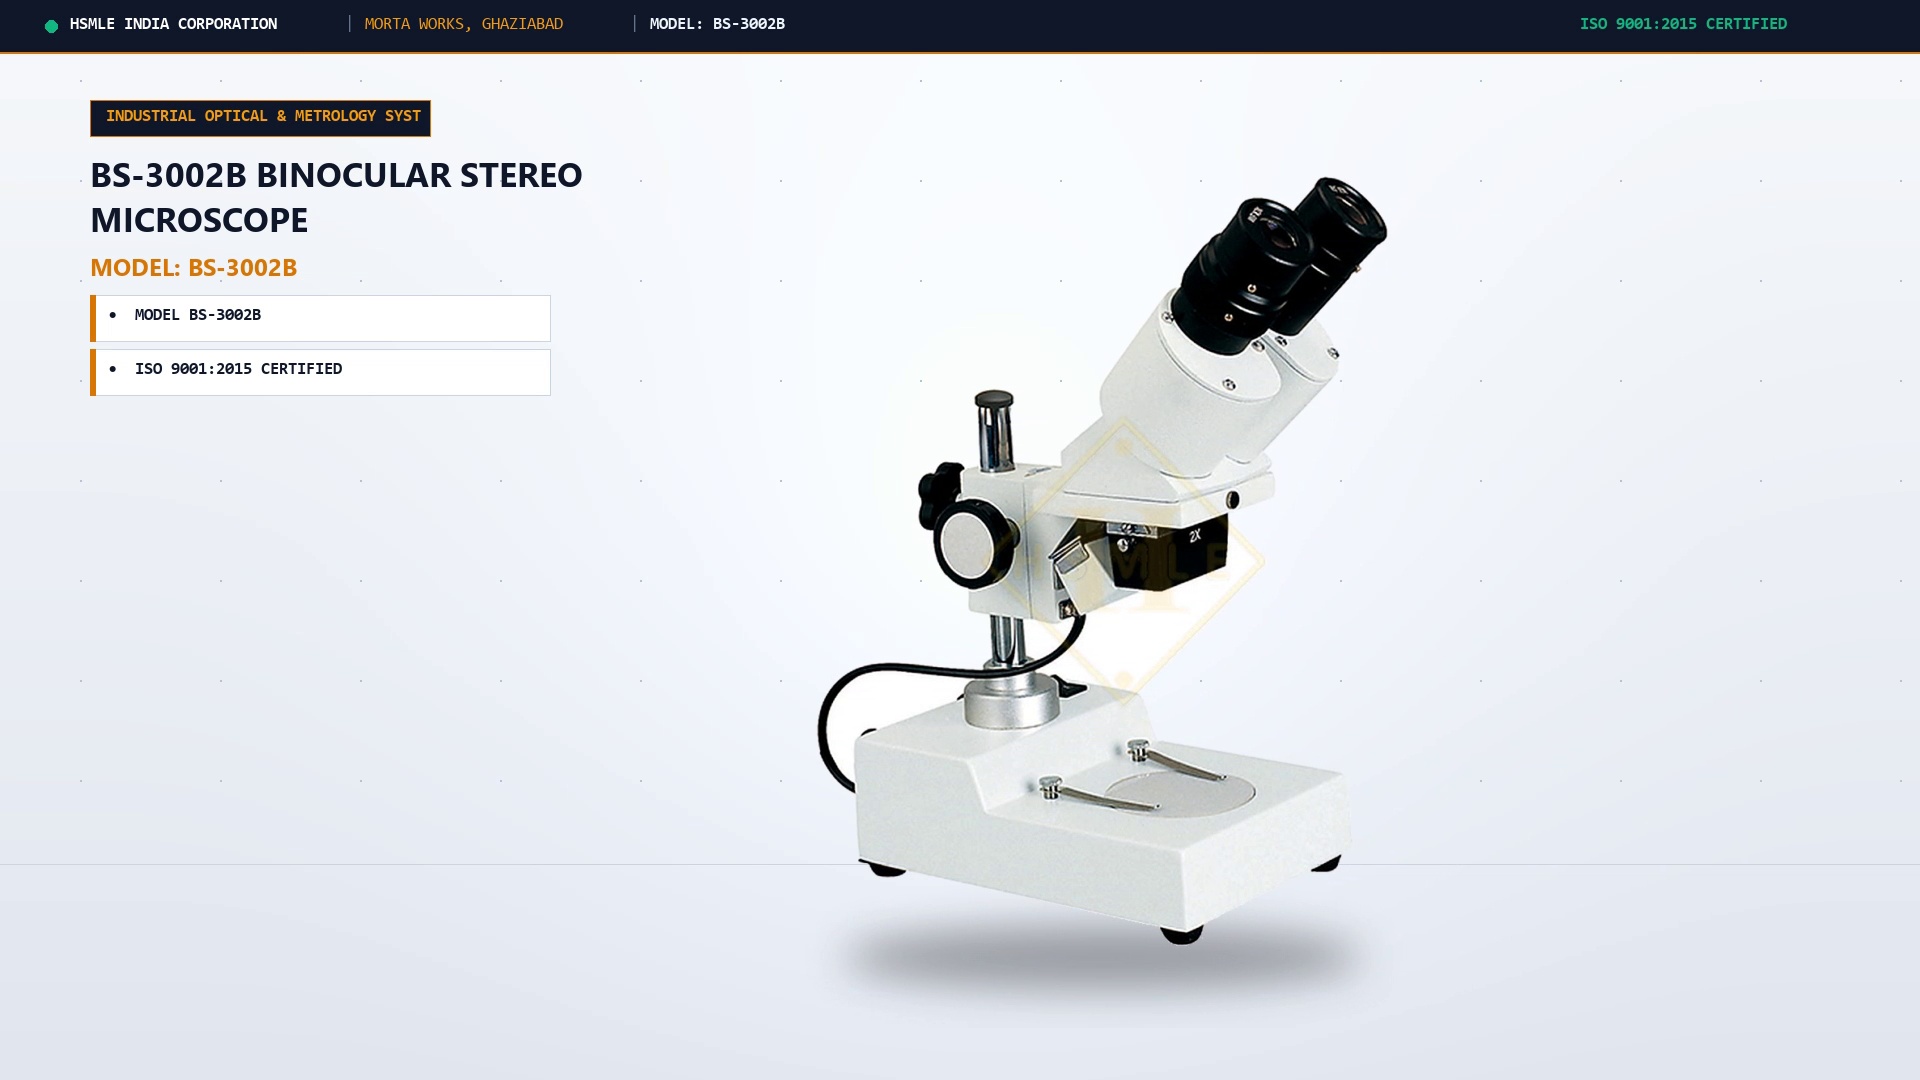 HSMLE INDIA CORPORATION
MORTA WORKS, GHAZIABAD
MODEL: BS-3002B
ISO 9001:2015 CERTIFIED
INDUSTRIAL OPTICAL & METROLOGY SYST
BS-3002B BINOCULAR STEREO
MICROSCOPE
MODEL: BS-3002B
• MODEL BS-3002B
• ISO 9001:2015 CERTIFIED
2X
HSMLE